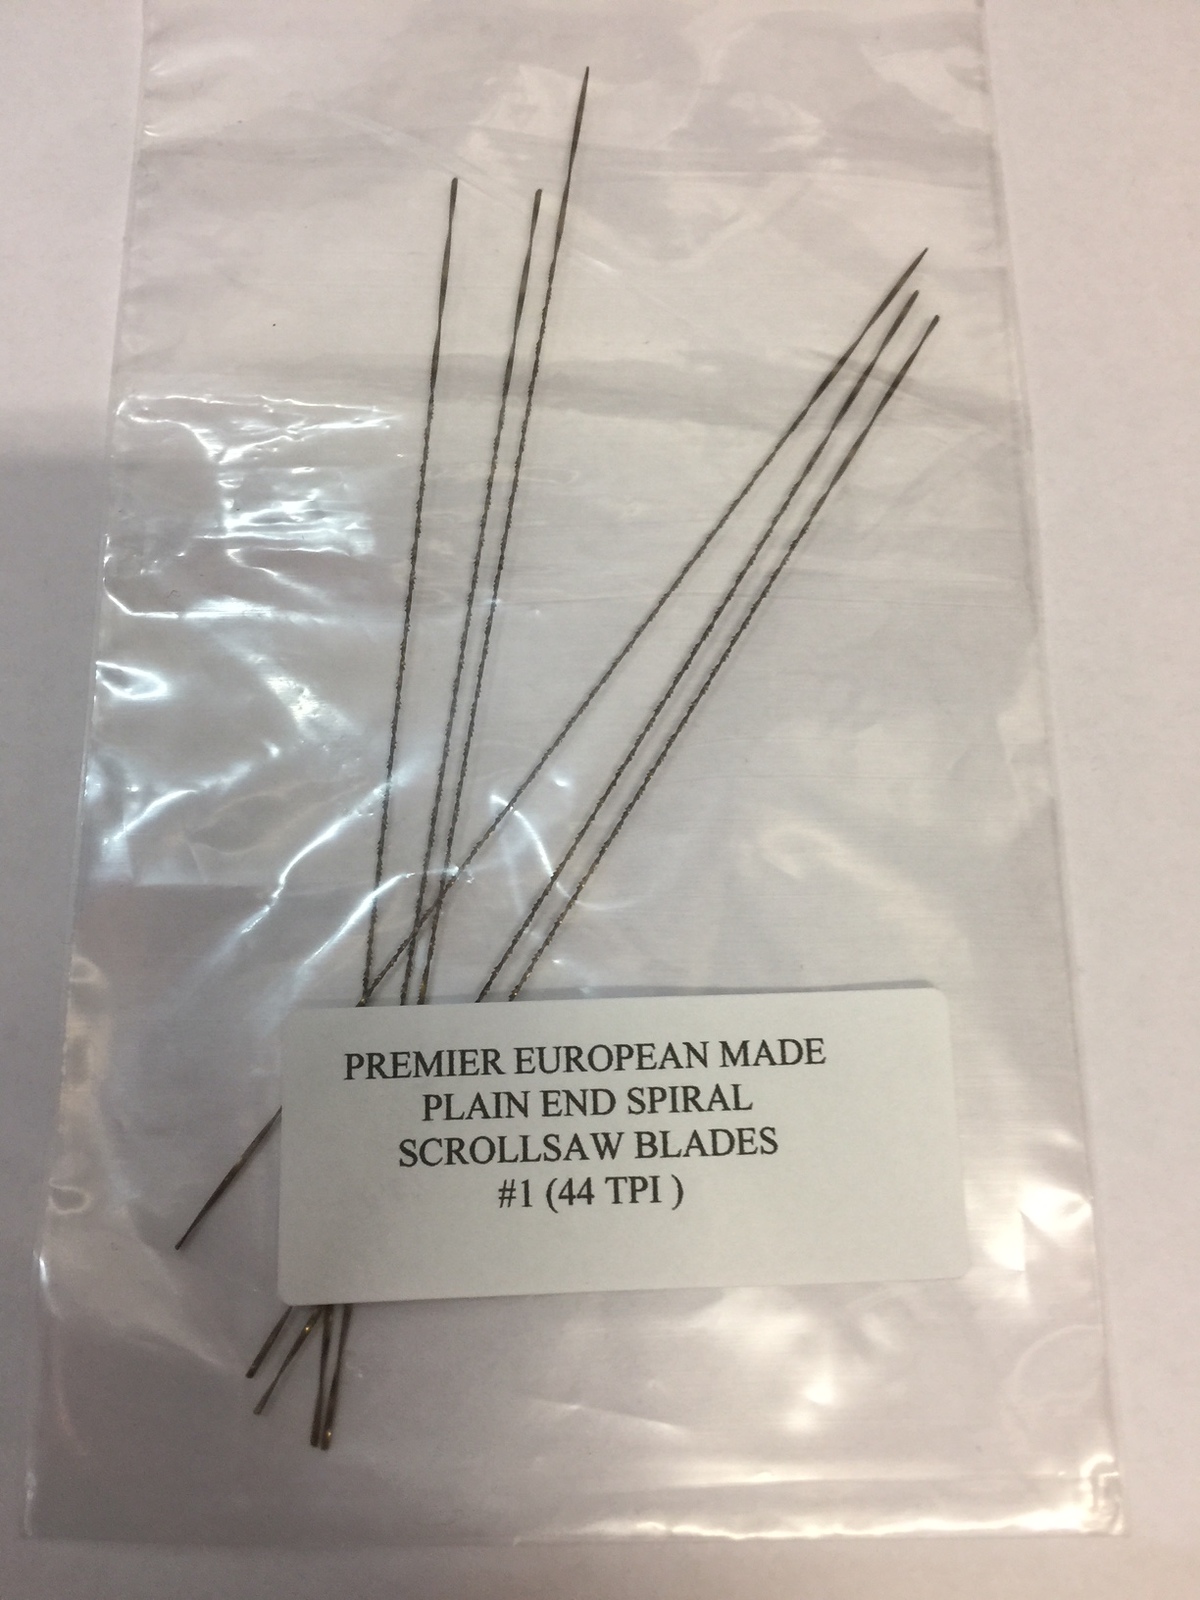 PREMIER EUROPEAN MADE
PLAIN END SPIRAL
SCROLLSAW BLADES
#1 (44 TPI )